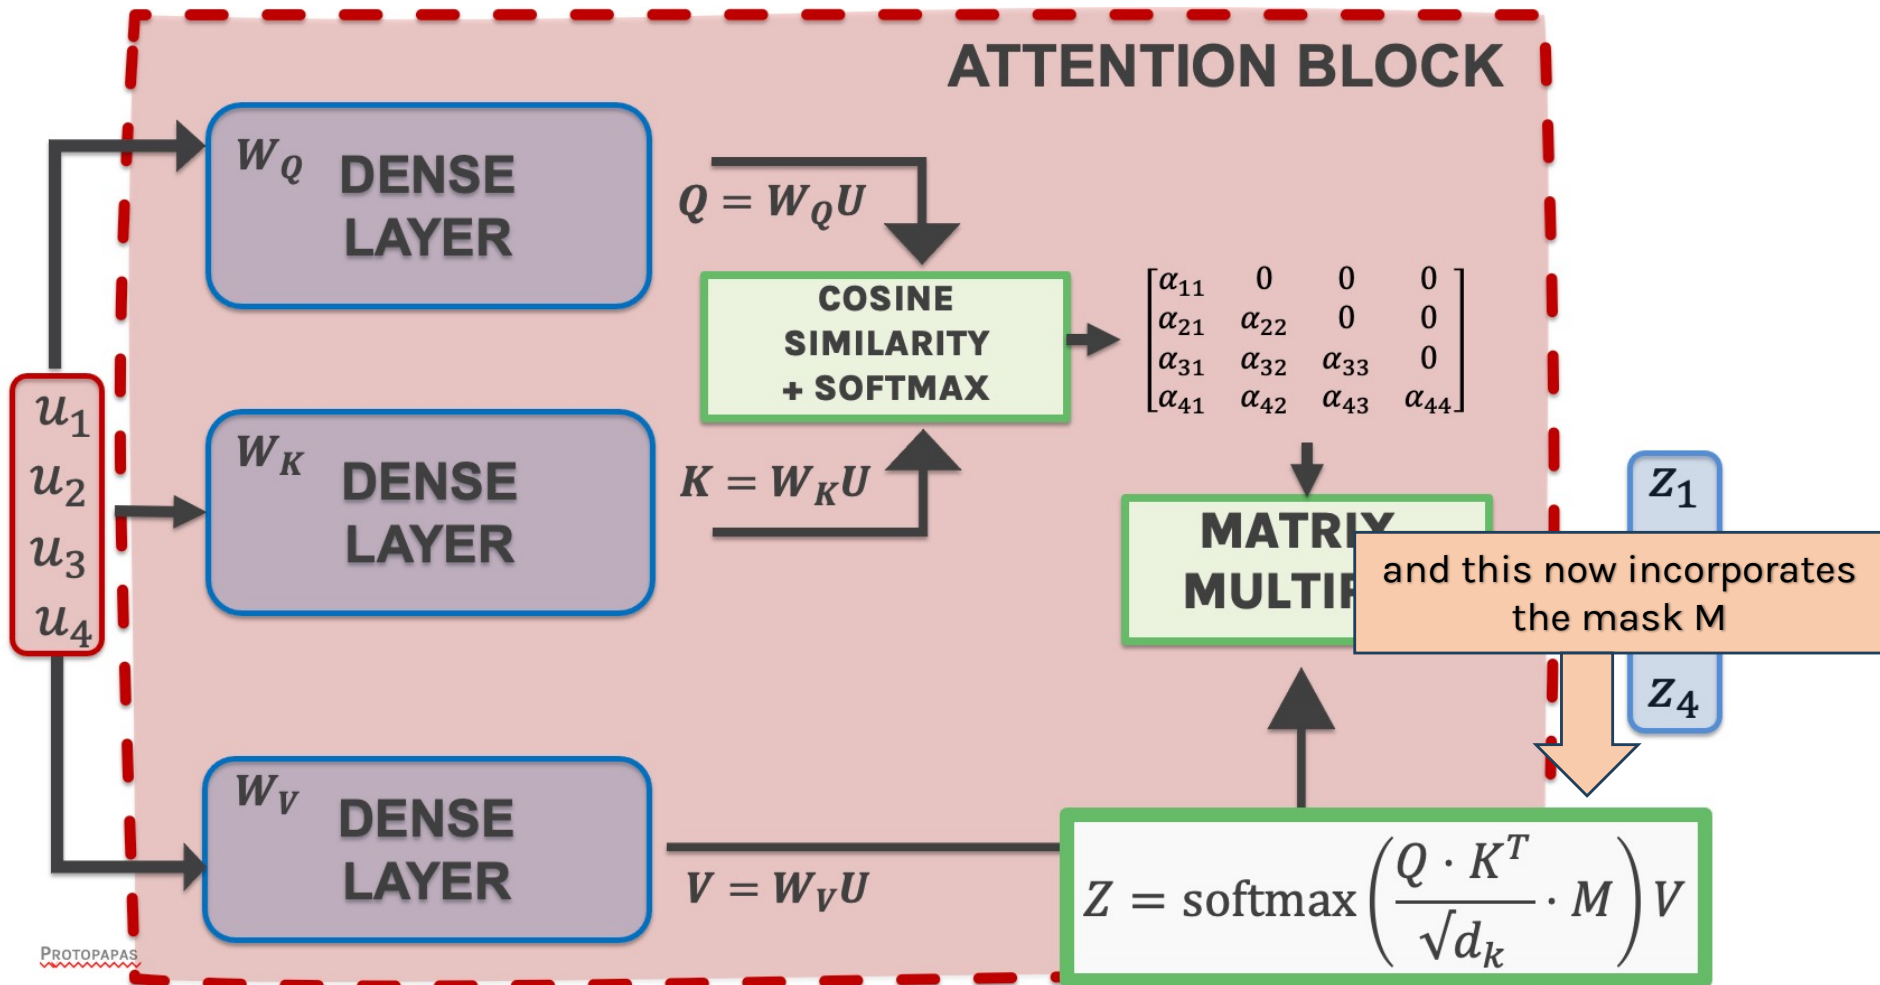 ATTENTION BLOCK
W_Q
DENSE
LAYER
Q = W_Q U
COSINE
SIMILARITY
+ SOFTMAX
α₁₁ 0 0 0
α₂₁ α₂₂ 0 0
α₃₁ α₃₂ α₃₃ 0
α₄₁ α₄₂ α₄₃ α₄₄
u₁
u₂
u₃
u₄
W_K
DENSE
LAYER
K = W_K U
MATRIX
and this now incorporates
the mask M
z₁
z₄
W_V
DENSE
LAYER
V = W_V U
Z = softmax(Q · Kᵀ / √d_k · M) V
PROTOPAPAS